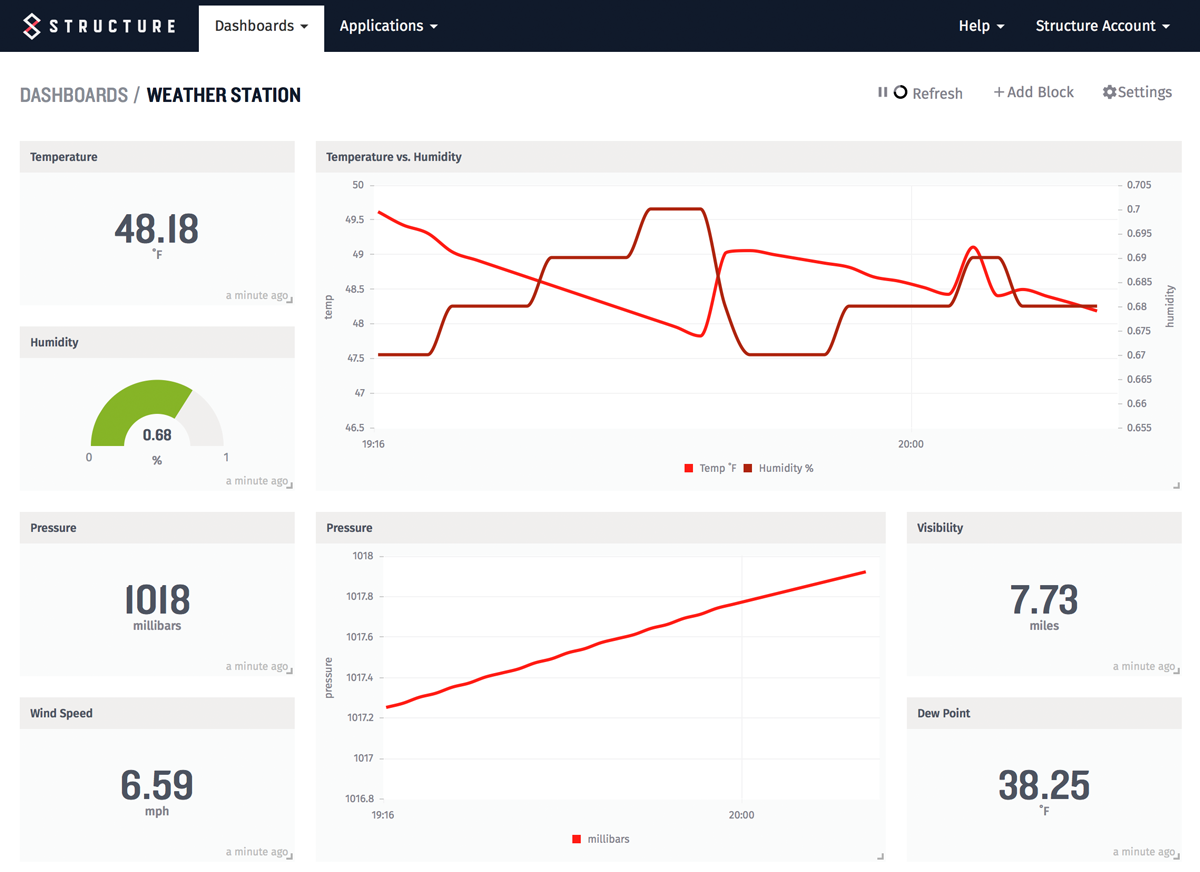 STRUCTURE Dashboards Applications Help Structure Account
DASHBOARDS / WEATHER STATION
Refresh + Add Block Settings
Temperature
48.18
°F
a minute ago
Temperature vs. Humidity
50
49.5
49
48.5
48
47.5
47
46.5
temp
0.705
0.7
0.695
0.69
0.685
0.68
0.675
0.67
0.665
0.66
0.655
humidity
19:16 20:00
Temp °F Humidity %
Humidity
0.68
0 % 1
a minute ago
Pressure
1018
millibars
a minute ago
Pressure
1018
1017.8
1017.6
1017.4
1017.2
1017
1016.8
pressure
19:16 20:00
millibars
Visibility
7.73
miles
a minute ago
Wind Speed
6.59
mph
a minute ago
Dew Point
38.25
°F
a minute ago